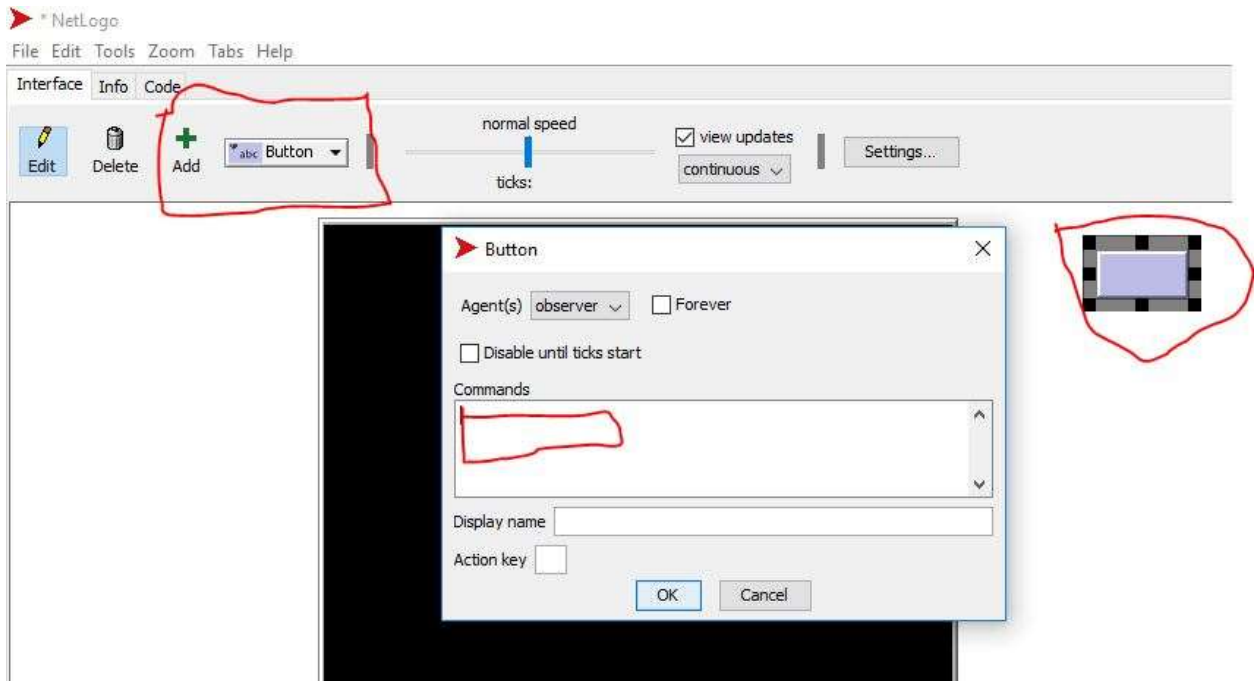 * NetLogo
File Edit Tools Zoom Tabs Help
Interface Info Code
Edit Delete Add abc Button normal speed ticks: view updates continuous Settings...
Button
Agent(s) observer Forever
Disable until ticks start
Commands
Display name
Action key
OK Cancel